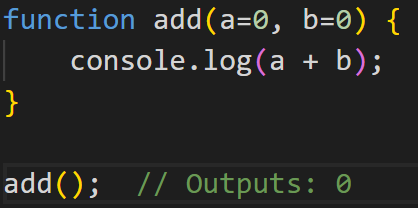 function add(a=0, b=0) {
    console.log(a + b);
}
add();  // Outputs: 0